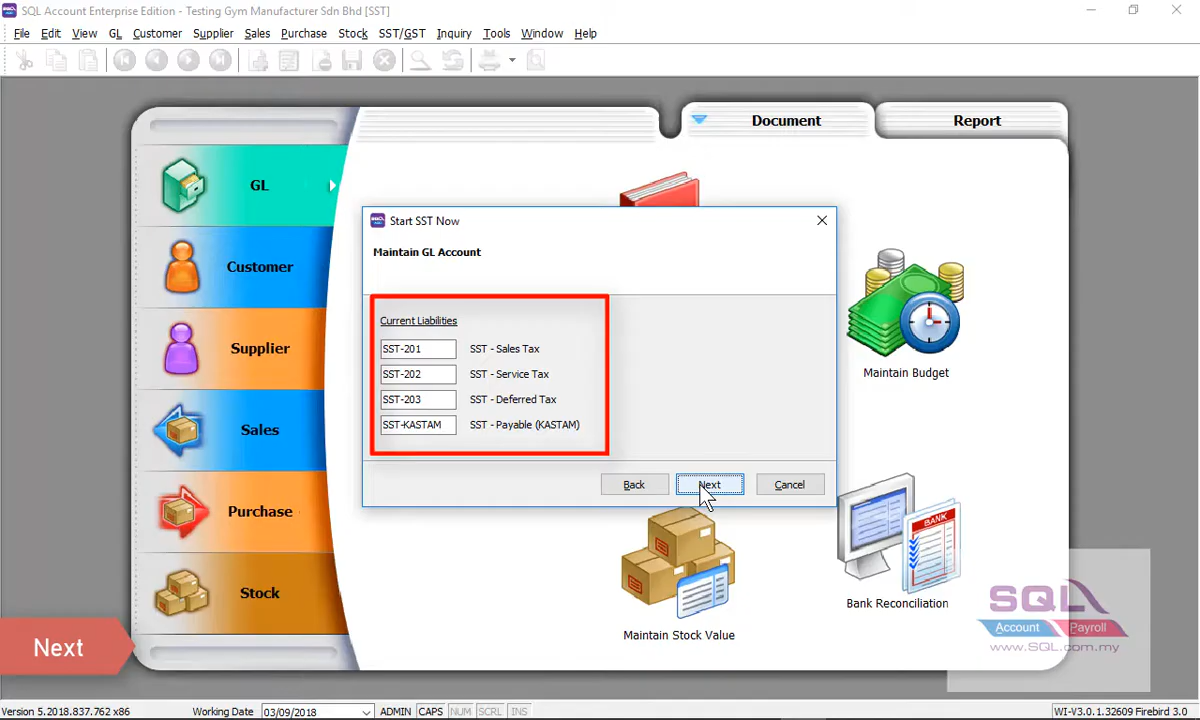 SQL Account Enterprise Edition - Testing Gym Manufacturer Sdn Bhd [SST]
File Edit View GL Customer Supplier Sales Purchase Stock SST/GST Inquiry Tools Window Help
Document
Report
GL
Customer
Supplier
Sales
Purchase
Stock
Start SST Now
Maintain GL Account
Current Liabilities
SST-201 SST - Sales Tax
SST-202 SST - Service Tax
SST-203 SST - Deferred Tax
SST-KASTAM SST - Payable (KASTAM)
Back Next Cancel
Maintain Budget
BANK
Bank Reconciliation
Maintain Stock Value
SQL
Account Payroll
www.SQL.com.my
Next
Version 5.2018.837.762 x86 Working Date 03/09/2018 ADMIN CAPS NUM SCRL INS WI-V3.0.1.32609 Firebird 3.0